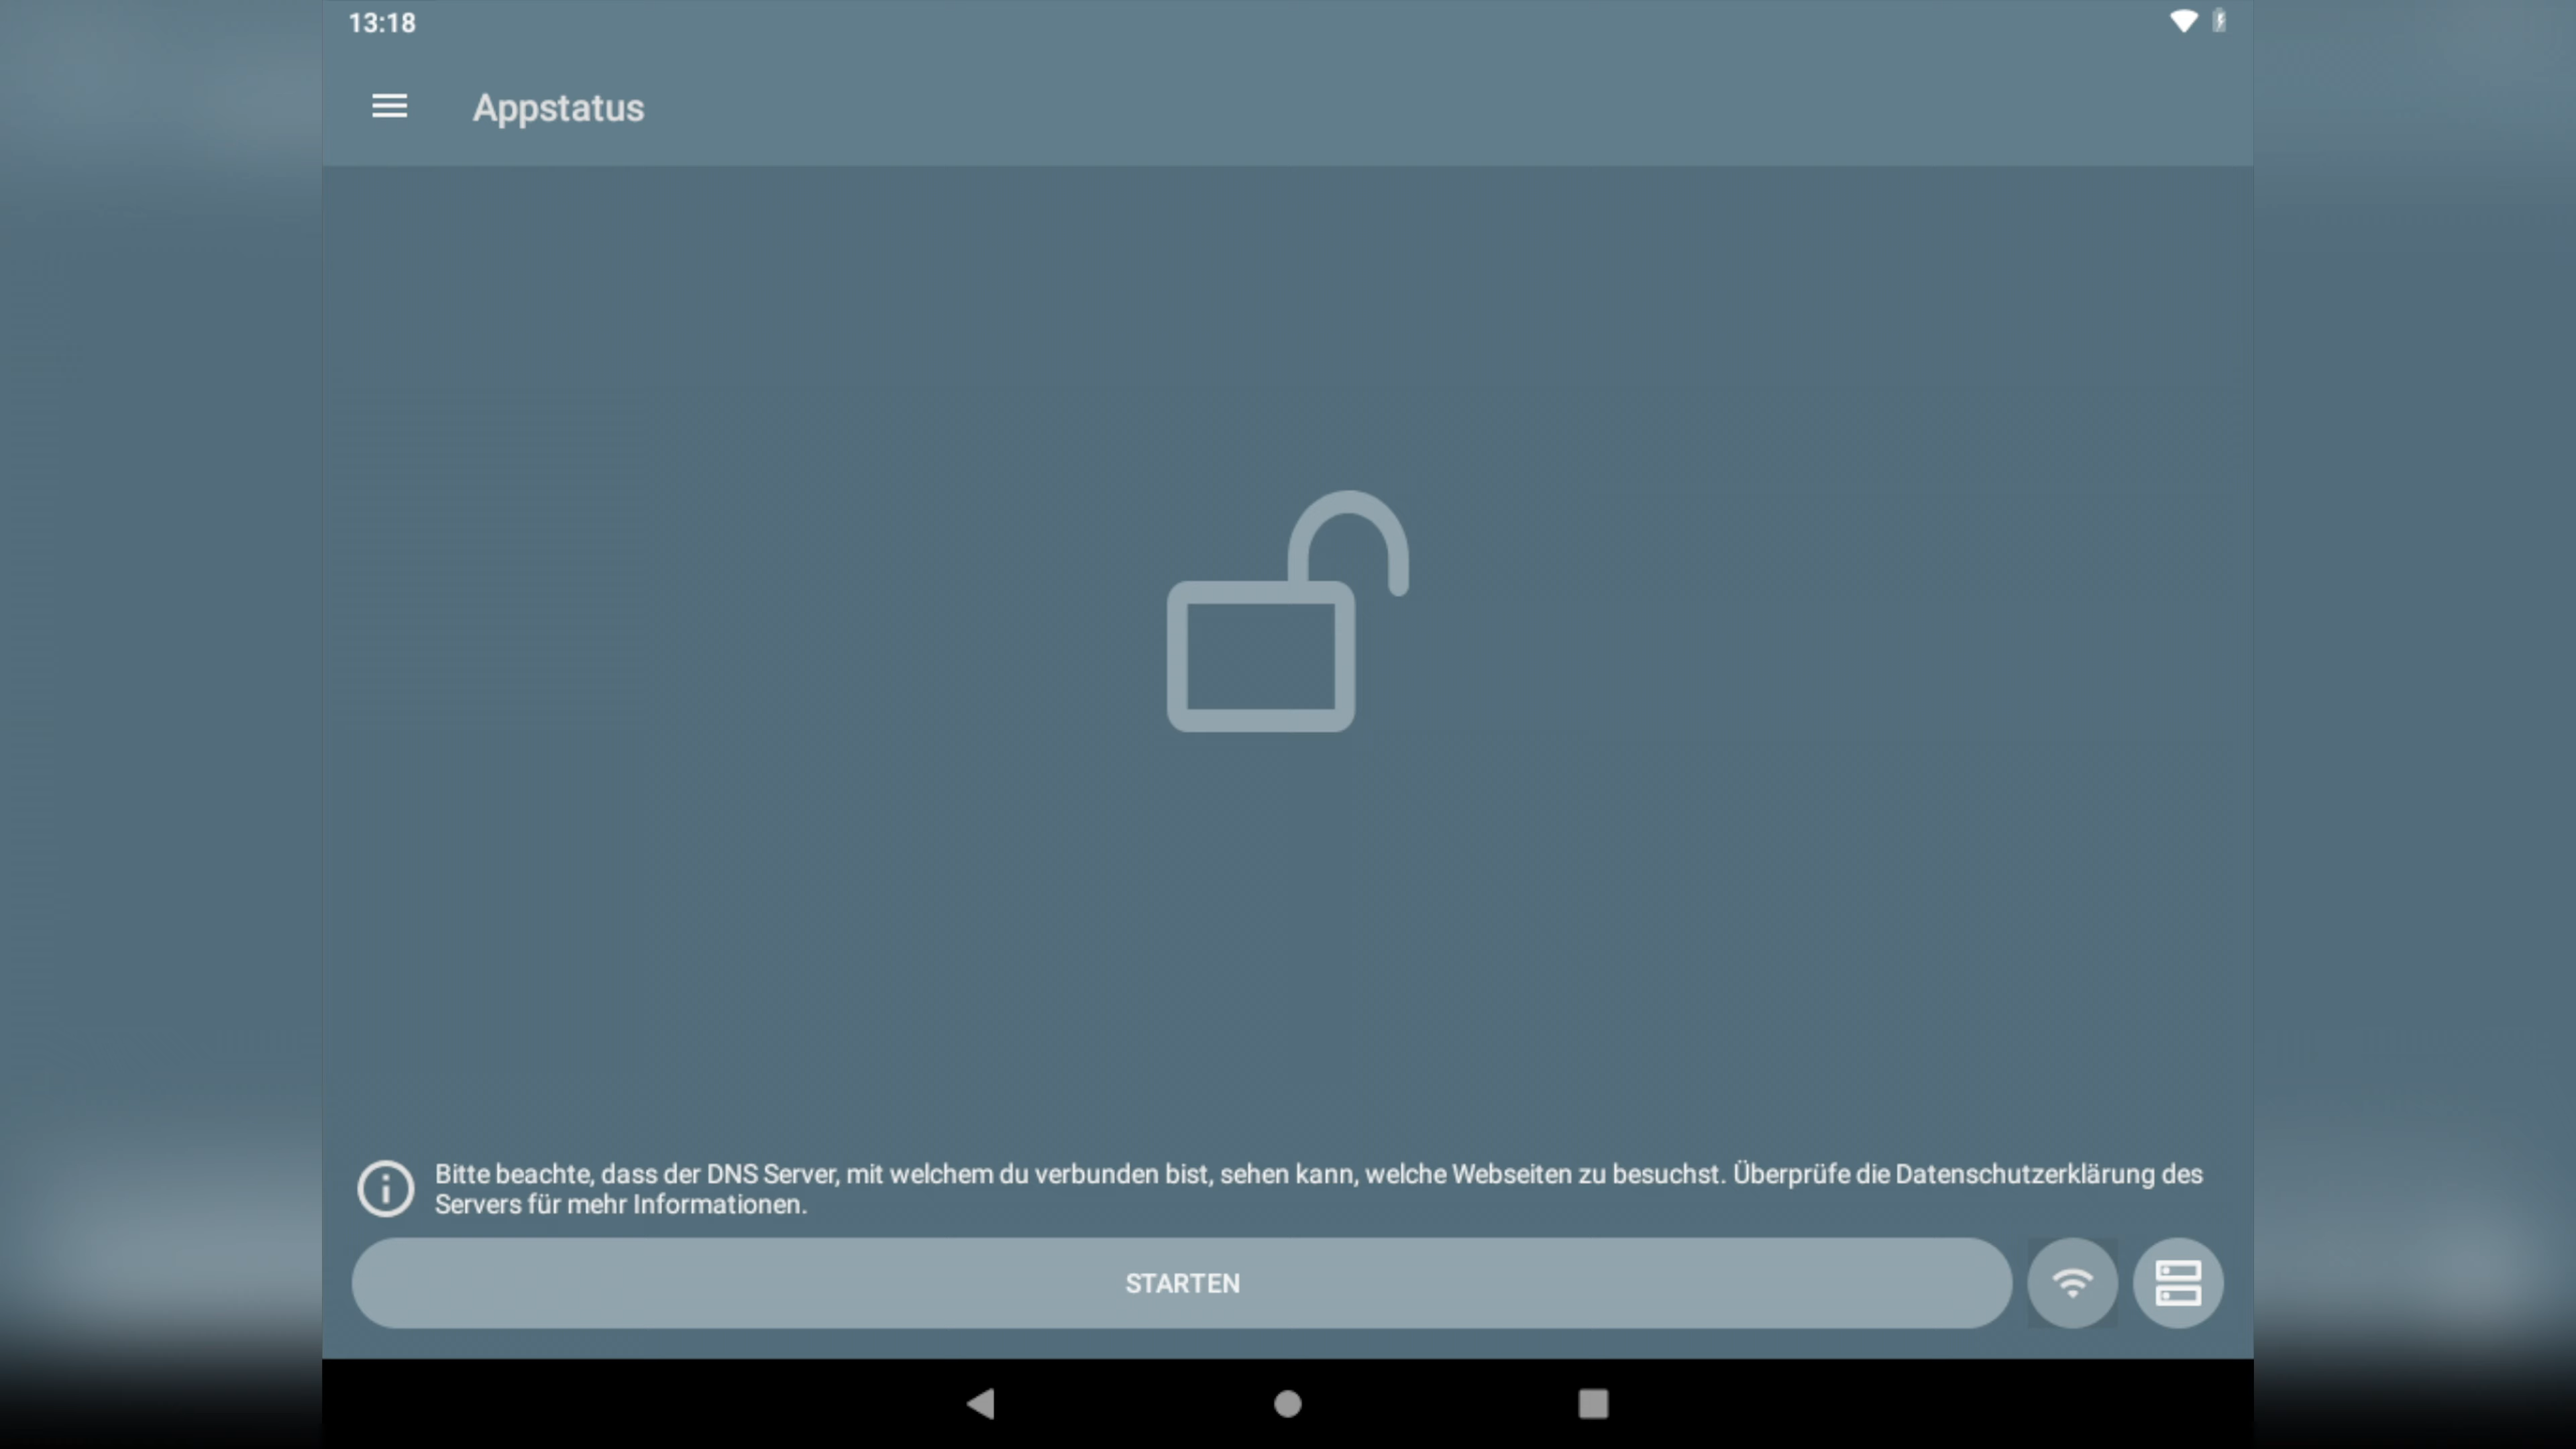 13:18
Appstatus
Bitte beachte, dass der DNS Server, mit welchem du verbunden bist, sehen kann, welche Webseiten zu besuchst. Überprüfe die Datenschutzerklärung des
Servers für mehr Informationen.
STARTEN